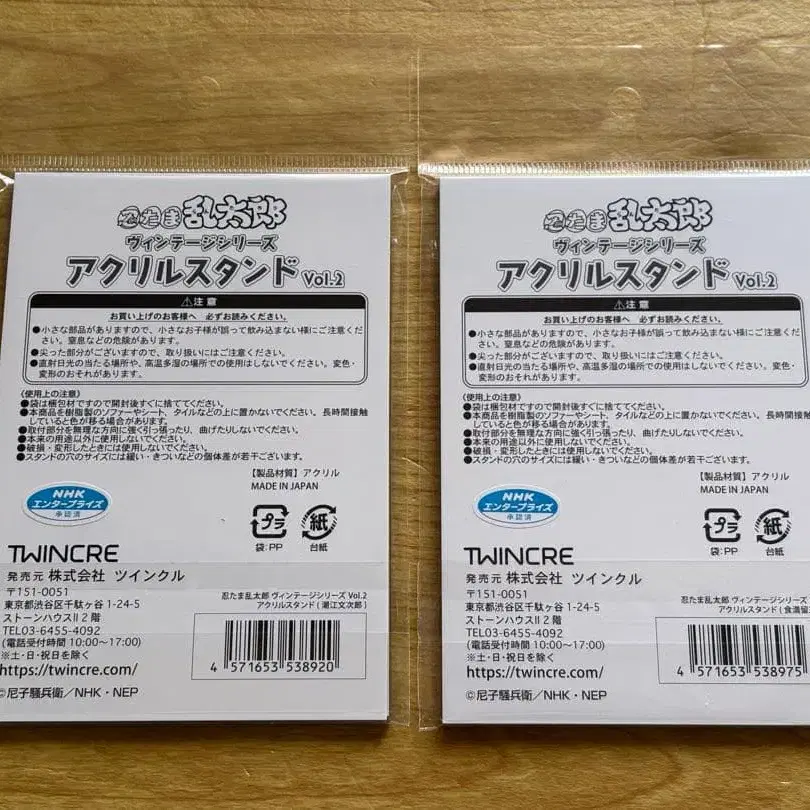 忍たま乱太郎
ヴィンテージシリーズ
アクリルスタンド Vol.2
⚠注意
お買い上げのお客様へ 必ずお読みください。
●小さな部品がありますので、小さなお子様が誤って飲み込まない様にご注意くだ
さい。窒息などの危険があります。
●尖った部分がございますので、取り扱いにはご注意ください。
●直射日光の当たる場所や、高温多湿の場所での使用はしないでください。変色・
変形のおそれがあります。
〈使用上の注意〉
●袋は梱包材ですので開封後すぐに捨ててください。
●本商品を樹脂製のソファーやシート、タイルなどの上に置かないでください。長時間接触
していると色が移る場合があります。
●取付部分を無理な方向に強く引っ張ったり、曲げたりしないでください。
●本来の用途以外に使用しないでください。
●破損・変形したときには使用しないでください。
●スタンドの穴のサイズには緩い・きついなどの個体差が若干ございます。
【製品材質】アクリル
MADE IN JAPAN
NHK
エンタープライズ
承認済
プラ
袋:PP
紙
台紙
TWINCRE
発売元 株式会社 ツインクル
〒151-0051
東京都渋谷区千駄ヶ谷 1-24-5
ストーンハウスII 2 階
TEL03-6455-4092
(電話受付時間 10:00〜17:00)
※土・日・祝日を除く
https://twincre.com/
©尼子騒兵衛/NHK・NEP
忍たま乱太郎 ヴィンテージシリーズ Vol.2
アクリルスタンド(潮江文次郎)
4 571653 538920
忍たま乱太郎
ヴィンテージシリーズ
アクリルスタンド Vol.2
⚠注意
お買い上げのお客様へ 必ずお読みください。
●小さな部品がありますので、小さなお子様が誤って飲み込まない様にご注意くだ
さい。窒息などの危険があります。
●尖った部分がございますので、取り扱いにはご注意ください。
●直射日光の当たる場所や、高温多湿の場所での使用はしないでください。変色・
変形のおそれがあります。
〈使用上の注意〉
●袋は梱包材ですので開封後すぐに捨ててください。
●本商品を樹脂製のソファーやシート、タイルなどの上に置かないでください。長時間接触
していると色が移る場合があります。
●取付部分を無理な方向に強く引っ張ったり、曲げたりしないでください。
●本来の用途以外に使用しないでください。
●破損・変形したときには使用しないでください。
●スタンドの穴のサイズには緩い・きついなどの個体差が若干ございます。
【製品材質】アクリル
MADE IN JAPAN
NHK
エンタープライズ
承認済
プラ
袋:PP
紙
台紙
TWINCRE
発売元 株式会社 ツインクル
〒151-0051
東京都渋谷区千駄ヶ谷 1-24-5
ストーンハウスII 2 階
TEL03-6455-4092
(電話受付時間 10:00〜17:00)
※土・日・祝日を除く
https://twincre.com/
©尼子騒兵衛/NHK・NEP
忍たま乱太郎 ヴィンテージシリーズ
アクリルスタンド(食満留
4 571653 538975